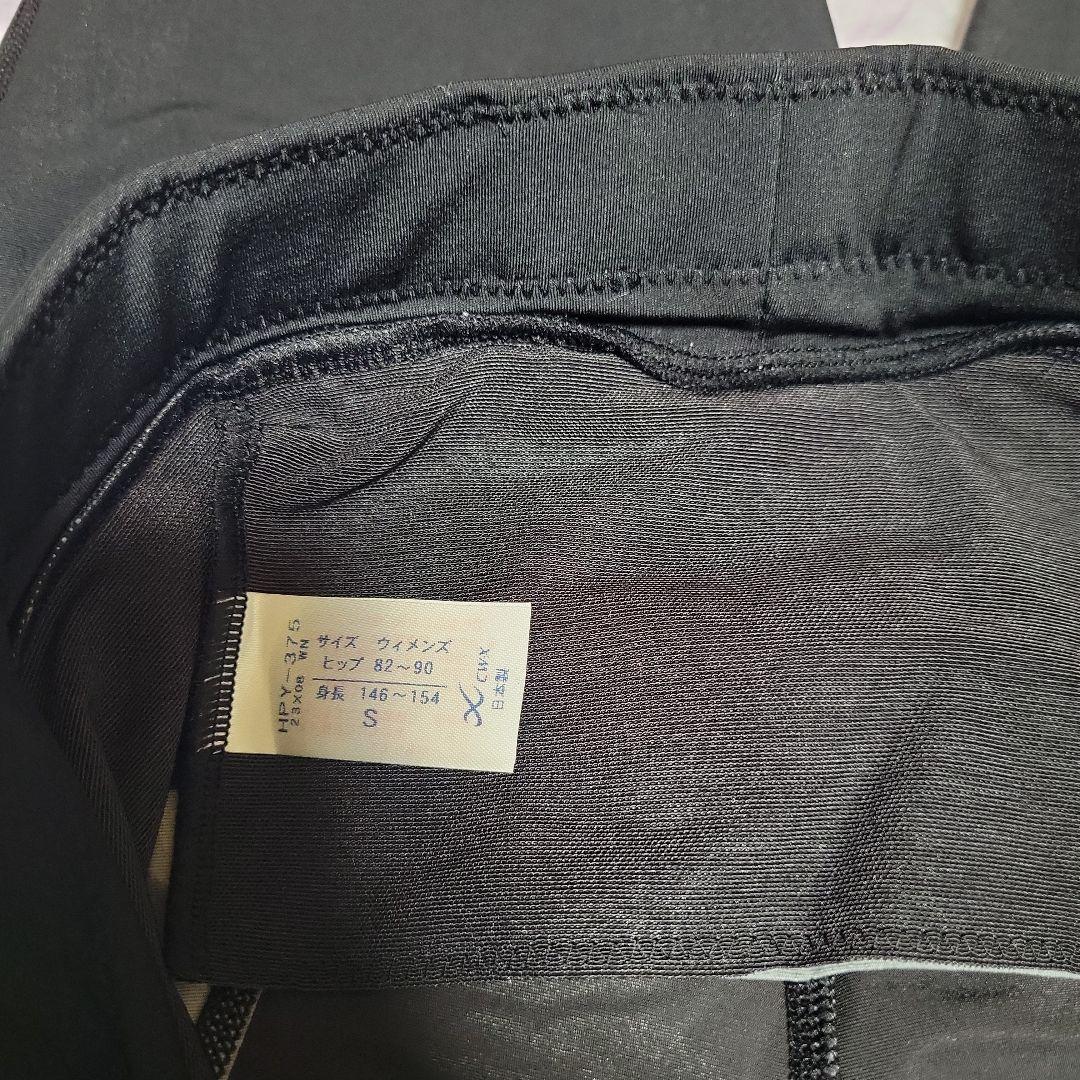 サイズ ウィメンズ
ヒップ 82～90
身長 146～154
S
HPY-375
23X08 WN
CW-X
日本製